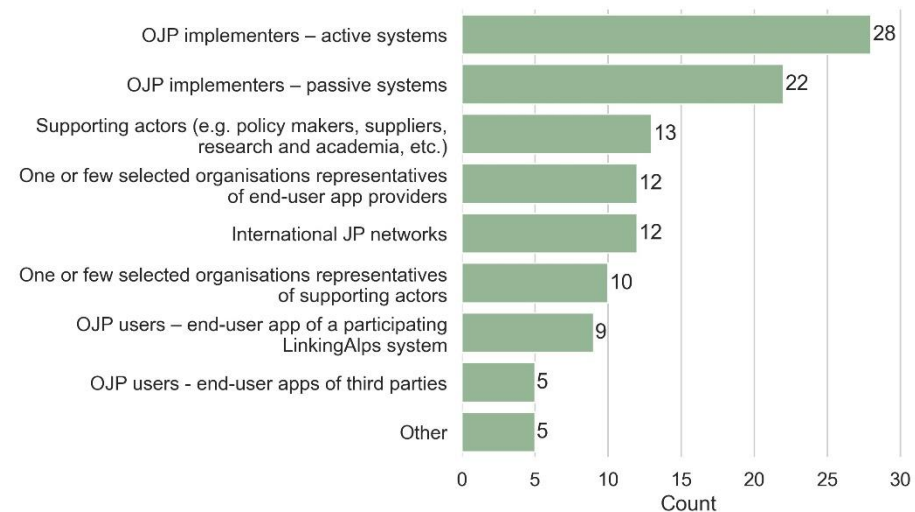 OJP implementers – active systems
28
OJP implementers – passive systems
22
Supporting actors (e.g. policy makers, suppliers,
research and academia, etc.)
13
One or few selected organisations representatives
of end-user app providers
12
International JP networks
12
One or few selected organisations representatives
of supporting actors
10
OJP users – end-user app of a participating
LinkingAlps system
9
OJP users - end-user apps of third parties
5
Other
5
0 5 10 15 20 25 30
Count